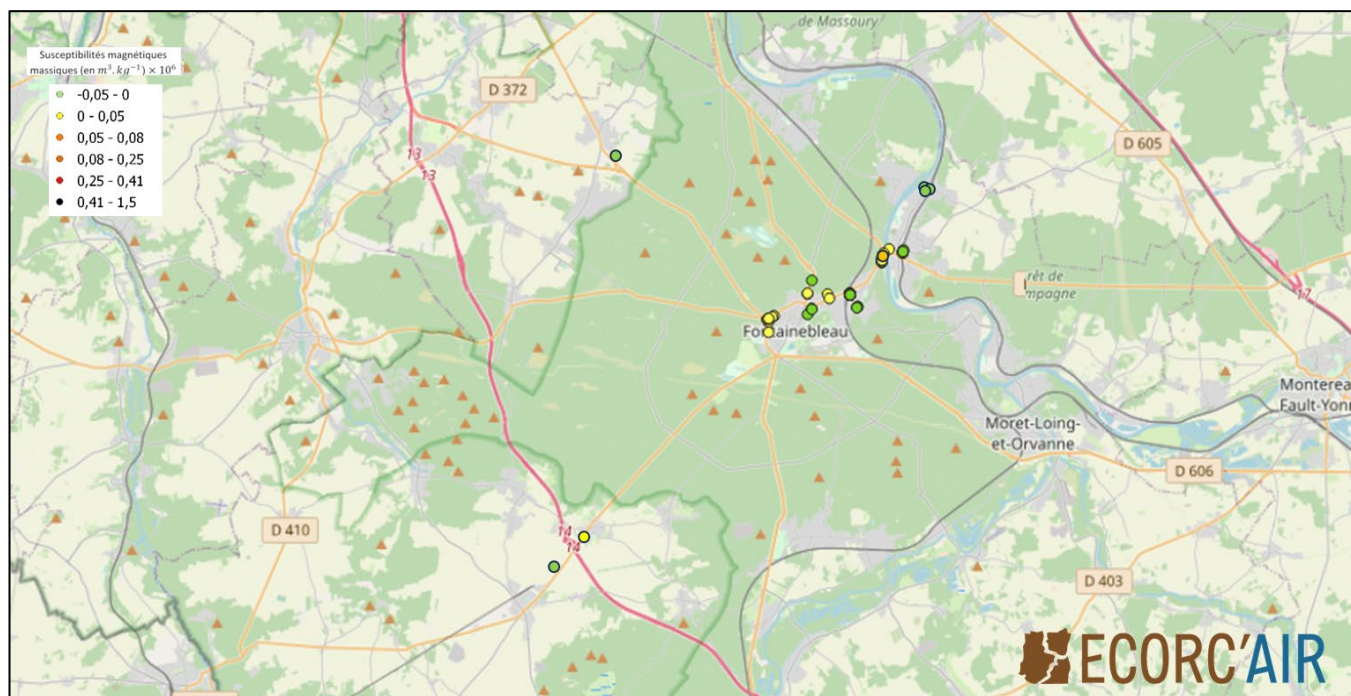 Susceptibilités magnétiques
massiques (en m³.kg⁻¹) × 10⁶
-0,05 - 0
0 - 0,05
0,05 - 0,08
0,08 - 0,25
0,25 - 0,41
0,41 - 1,5
de Massoury
D 372
13
13
D 605
17
rêt de
mpagne
Fontainebleau
Monterea
Fault-Yonn
Moret-Loing-
et-Orvanne
D 606
14
14
D 410
D 403
ECORC'AIR